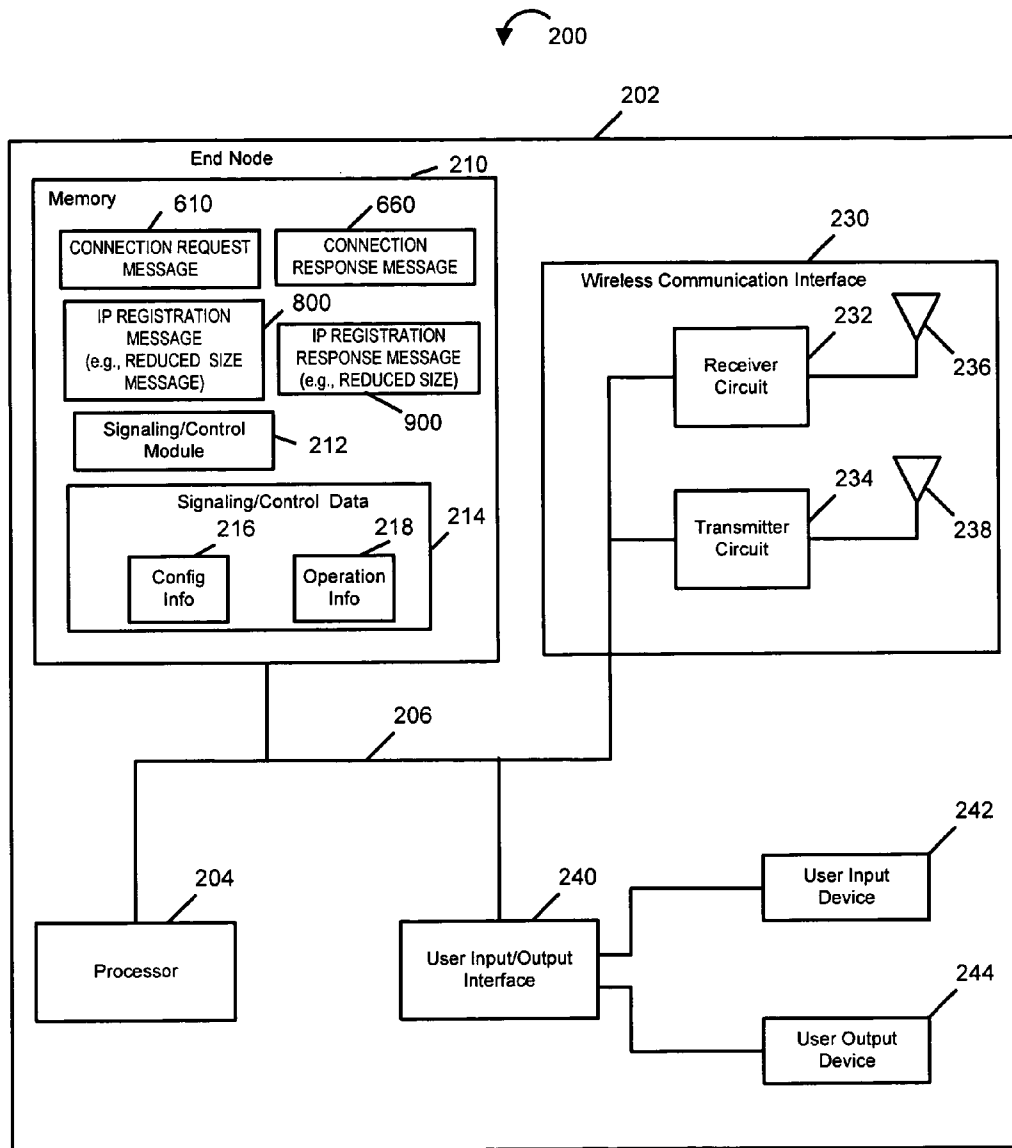 200
202
End Node
210
Memory
610
660
CONNECTION REQUEST
MESSAGE
CONNECTION
RESPONSE MESSAGE
800
IP REGISTRATION
MESSAGE
(e.g., REDUCED SIZE
MESSAGE)
IP REGISTRATION
RESPONSE MESSAGE
(e.g., REDUCED SIZE)
900
Signaling/Control
Module
212
Signaling/Control Data
214
216
218
Config
Info
Operation
Info
230
Wireless Communication Interface
232
Receiver
Circuit
236
234
Transmitter
Circuit
238
206
204
Processor
240
User Input/Output
Interface
242
User Input
Device
244
User Output
Device